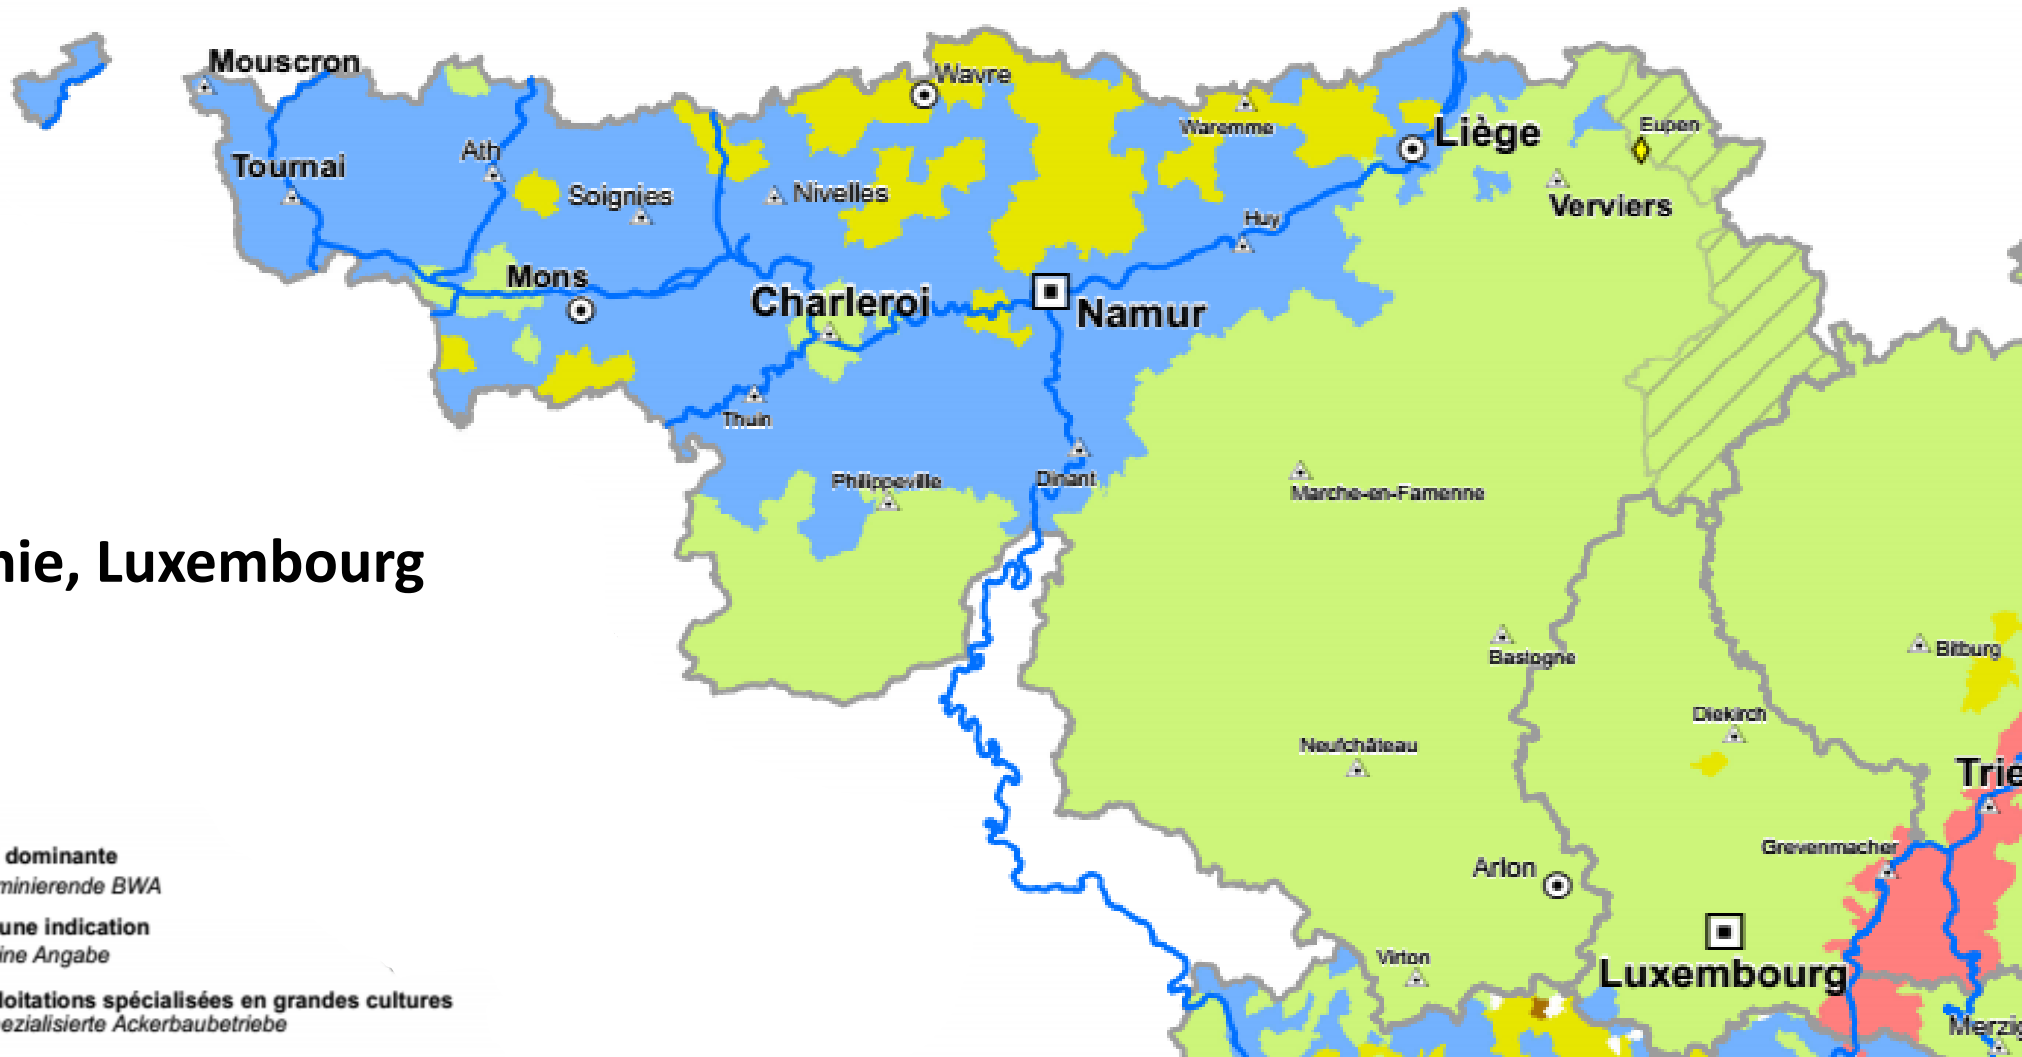 Mouscron
Wavre
Waremme
Liège
Eupen
Tournai
Ath
Soignies
Nivelles
Verviers
Huy
Mons
Charleroi
Namur
Thuin
Philippeville
Dinant
Marche-en-Famenne
nie, Luxembourg
Bastogne
Bitburg
Diekirch
Neufchâteau
Trie
Grevenmacher
Arlon
Virton
Luxembourg
Merzig
dominante
minierende BWA
une indication
ine Angabe
loitations spécialisées en grandes cultures
ezialisierte Ackerbaubetriebe